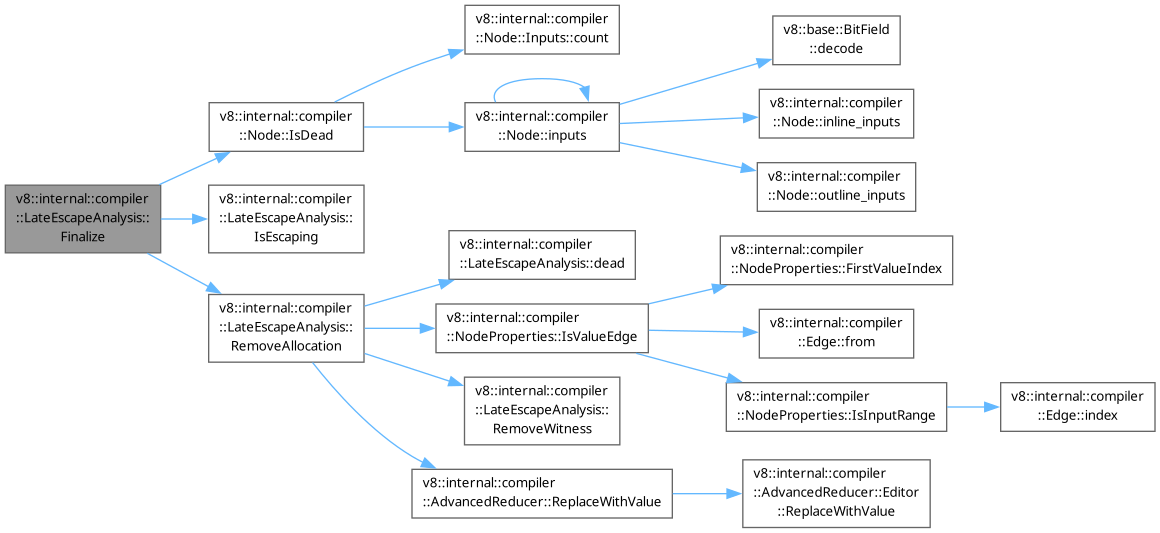 v8::internal::compiler
::LateEscapeAnalysis::
Finalize
v8::internal::compiler
::Node::IsDead
v8::internal::compiler
::Node::Inputs::count
v8::internal::compiler
::Node::inputs
v8::base::BitField
::decode
v8::internal::compiler
::Node::inline_inputs
v8::internal::compiler
::Node::outline_inputs
v8::internal::compiler
::LateEscapeAnalysis::
IsEscaping
v8::internal::compiler
::LateEscapeAnalysis::
RemoveAllocation
v8::internal::compiler
::LateEscapeAnalysis::dead
v8::internal::compiler
::NodeProperties::IsValueEdge
v8::internal::compiler
::NodeProperties::FirstValueIndex
v8::internal::compiler
::Edge::from
v8::internal::compiler
::NodeProperties::IsInputRange
v8::internal::compiler
::Edge::index
v8::internal::compiler
::LateEscapeAnalysis::
RemoveWitness
v8::internal::compiler
::AdvancedReducer::ReplaceWithValue
v8::internal::compiler
::AdvancedReducer::Editor
::ReplaceWithValue